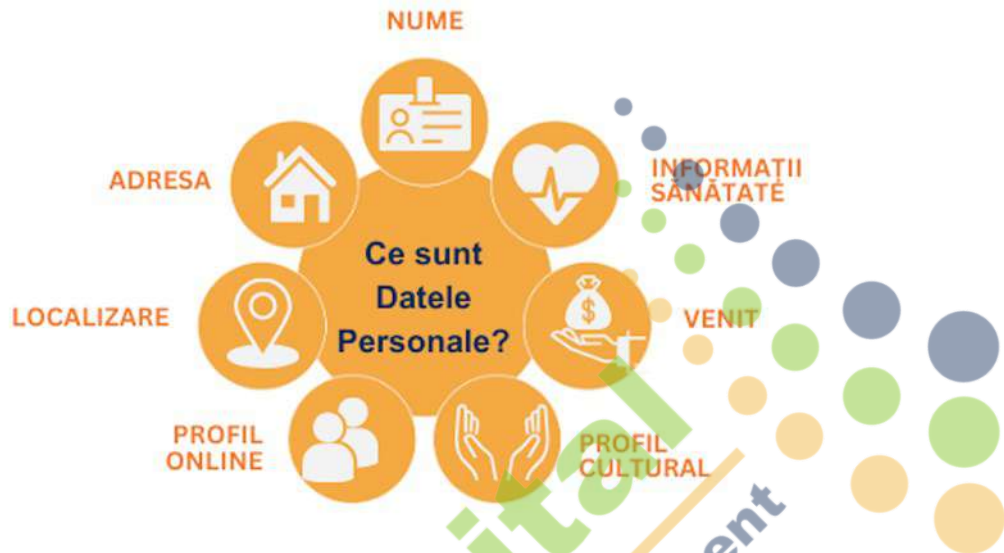 NUME
ADRESA
INFORMAȚII
SĂNĂTATE
Ce sunt
Datele
Personale?
LOCALIZARE
VENIT
PROFIL
ONLINE
PROFIL
CULTURAL